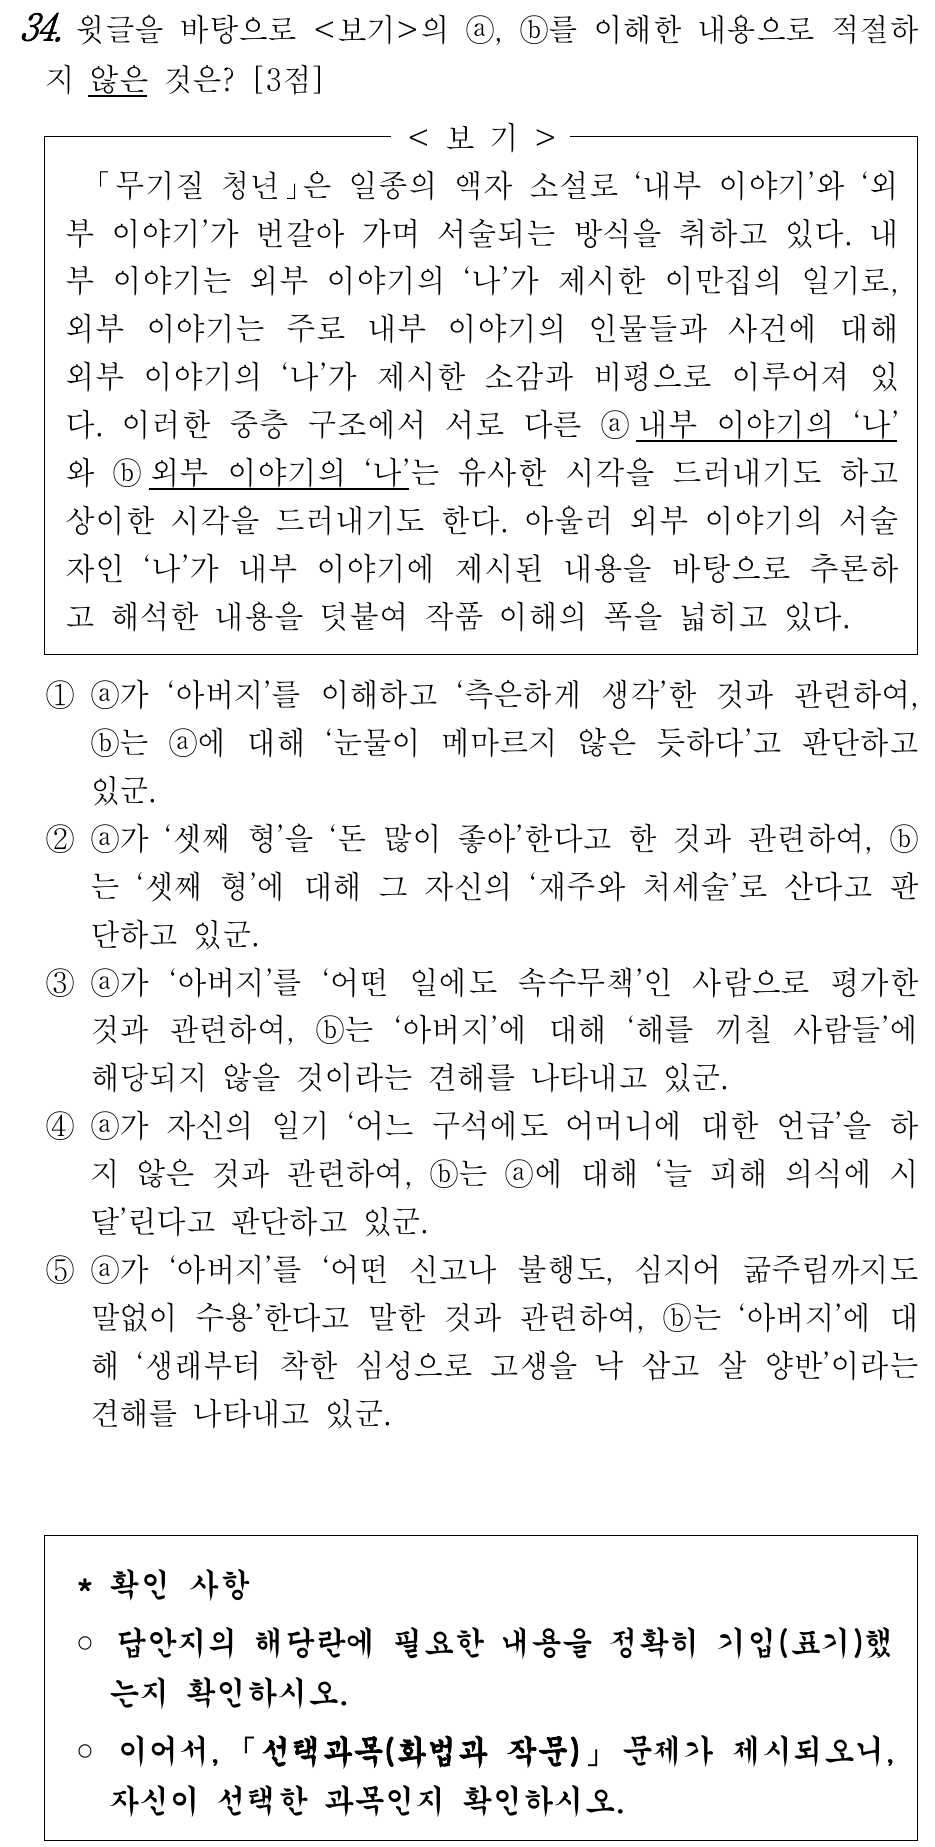 34. 윗글을 바탕으로 <보기>의 ⓐ, ⓑ를 이해한 내용으로 적절하
지 않은 것은? [3점]
< 보 기 >
「무기질 청년」은 일종의 액자 소설로 ‘내부 이야기’와 ‘외
부 이야기’가 번갈아 가며 서술되는 방식을 취하고 있다. 내
부 이야기는 외부 이야기의 ‘나’가 제시한 이만집의 일기로,
외부 이야기는 주로 내부 이야기의 인물들과 사건에 대해
외부 이야기의 ‘나’가 제시한 소감과 비평으로 이루어져 있
다. 이러한 중층 구조에서 서로 다른 ⓐ내부 이야기의 ‘나’
와 ⓑ외부 이야기의 ‘나’는 유사한 시각을 드러내기도 하고
상이한 시각을 드러내기도 한다. 아울러 외부 이야기의 서술
자인 ‘나’가 내부 이야기에 제시된 내용을 바탕으로 추론하
고 해석한 내용을 덧붙여 작품 이해의 폭을 넓히고 있다.
① ⓐ가 ‘아버지’를 이해하고 ‘측은하게 생각’한 것과 관련하여,
ⓑ는 ⓐ에 대해 ‘눈물이 메마르지 않은 듯하다’고 판단하고
있군.
② ⓐ가 ‘셋째 형’을 ‘돈 많이 좋아’한다고 한 것과 관련하여, ⓑ
는 ‘셋째 형’에 대해 그 자신의 ‘재주와 처세술’로 산다고 판
단하고 있군.
③ ⓐ가 ‘아버지’를 ‘어떤 일에도 속수무책’인 사람으로 평가한
것과 관련하여, ⓑ는 ‘아버지’에 대해 ‘해를 끼칠 사람들’에
해당되지 않을 것이라는 견해를 나타내고 있군.
④ ⓐ가 자신의 일기 ‘어느 구석에도 어머니에 대한 언급’을 하
지 않은 것과 관련하여, ⓑ는 ⓐ에 대해 ‘늘 피해 의식에 시
달’린다고 판단하고 있군.
⑤ ⓐ가 ‘아버지’를 ‘어떤 신고나 불행도, 심지어 굶주림까지도
말없이 수용’한다고 말한 것과 관련하여, ⓑ는 ‘아버지’에 대
해 ‘생래부터 착한 심성으로 고생을 낙 삼고 살 양반’이라는
견해를 나타내고 있군.
* 확인 사항
○ 답안지의 해당란에 필요한 내용을 정확히 기입(표기)했
는지 확인하시오.
○ 이어서, 「선택과목(화법과 작문)」 문제가 제시되오니,
자신이 선택한 과목인지 확인하시오.